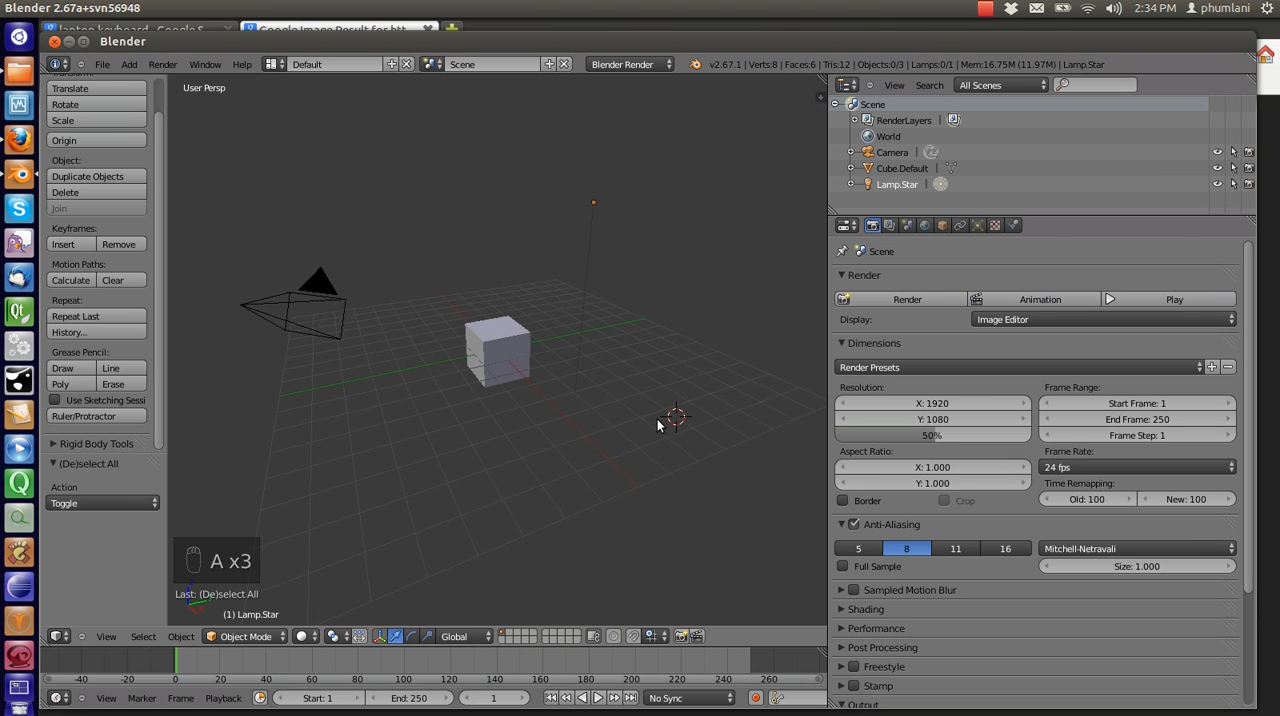 Blender 2.67a+svn56948
2:34 PM phumlani
Blender
File Add Render Window Help Default Scene Blender Render v2.67.1 | Verts:8 | Faces:6 | Tris:12 | Objects:0/3 | Lamps:0/1 | Mem:16.75M (11.97M) | Lamp.Star
View Search All Scenes
Translate
Rotate
Scale
Origin
Object:
Duplicate Objects
Delete
Join
Keyframes:
Insert Remove
Motion Paths:
Calculate Clear
Repeat:
Repeat Last
History...
Grease Pencil:
Draw Line
Poly Erase
Use Sketching Sessi
Ruler/Protractor
Rigid Body Tools
(De)select All
Action
Toggle
User Persp
A x3
Last: (De)select All
(1) Lamp.Star
View Select Object Object Mode Global
-40 -20 0 20 40 60 80 100 120 140 160 180 200 220 240 260
View Marker Frame Playback Start: 1 End: 250 1 No Sync
Scene
RenderLayers
World
Camera
Cube.Default
Lamp.Star
Scene
Render
Render Animation Play
Display: Image Editor
Dimensions
Render Presets
Resolution: Frame Range:
X: 1920 Start Frame: 1
Y: 1080 End Frame: 250
50% Frame Step: 1
Aspect Ratio: Frame Rate:
X: 1.000 24 fps
Y: 1.000 Time Remapping:
Border Crop Old: 100 New: 100
Anti-Aliasing
5 8 11 16 Mitchell-Netravali
Full Sample Size: 1.000
Sampled Motion Blur
Shading
Performance
Post Processing
Freestyle
Stamp
Output